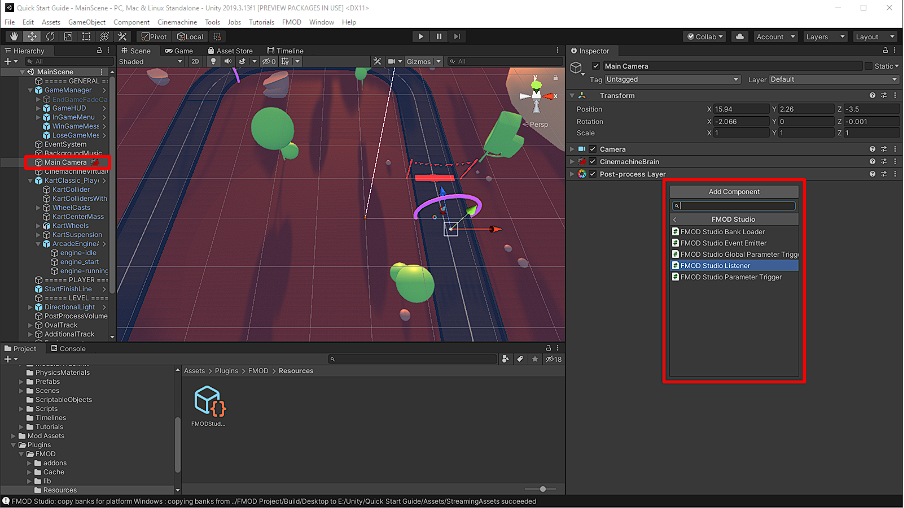 Quick Start Guide - MainScene - PC, Mac & Linux Standalone - Unity 2019.3.13f1 [PREVIEW PACKAGES IN USE] <DX11>
File Edit Assets GameObject Component Cinemachine Tools Jobs Tutorials FMOD Window Help
Pivot Local Collab Account Layers Layout
Hierarchy
All
MainScene
===== GENERAL
GameManager
EndGameFadeCa
GameHUD
InGameMenu
WinGameMess
LoseGameMes
EventSystem
BackgroundMusic
Main Camera
CinemachineVirtua
KartClassic_Playe
KartCollider
KartCollidersWith
WheelCasts
KartCenterMass
KartWheels
KartSuspension
ArcadeEngineA
engine-idle
engine_start
engine-running
===== PLAYER =
StartFinishLine
===== LEVEL ==
DirectionalLight
PostProcessVolume
OvalTrack
AdditionalTrack
Scene Game Asset Store Timeline
Shaded 2D 0 Gizmos All
y
x
Persp
Inspector
Main Camera Static
Tag Untagged Layer Default
Transform
Position X 15.94 Y 2.26 Z -3.5
Rotation X -2.066 Y 0 Z -0.001
Scale X 1 Y 1 Z 1
Camera
CinemachineBrain
Post-process Layer
Add Component
FMOD Studio
FMOD Studio Bank Loader
FMOD Studio Event Emitter
FMOD Studio Global Parameter Trigge
FMOD Studio Listener
FMOD Studio Parameter Trigger
Project Console
18
PhysicsMaterials
Prefabs
Scenes
ScriptableObjects
Scripts
Timelines
Tutorials
Mod Assets
Plugins
FMOD
addons
Cache
lib
Resources
Assets > Plugins > FMOD > Resources
FMODStud...
FMOD Studio: copy banks for platform Windows : copying banks from ../FMOD Project/Build/Desktop to E:/Unity/Quick Start Guide/Assets/StreamingAssets succeeded